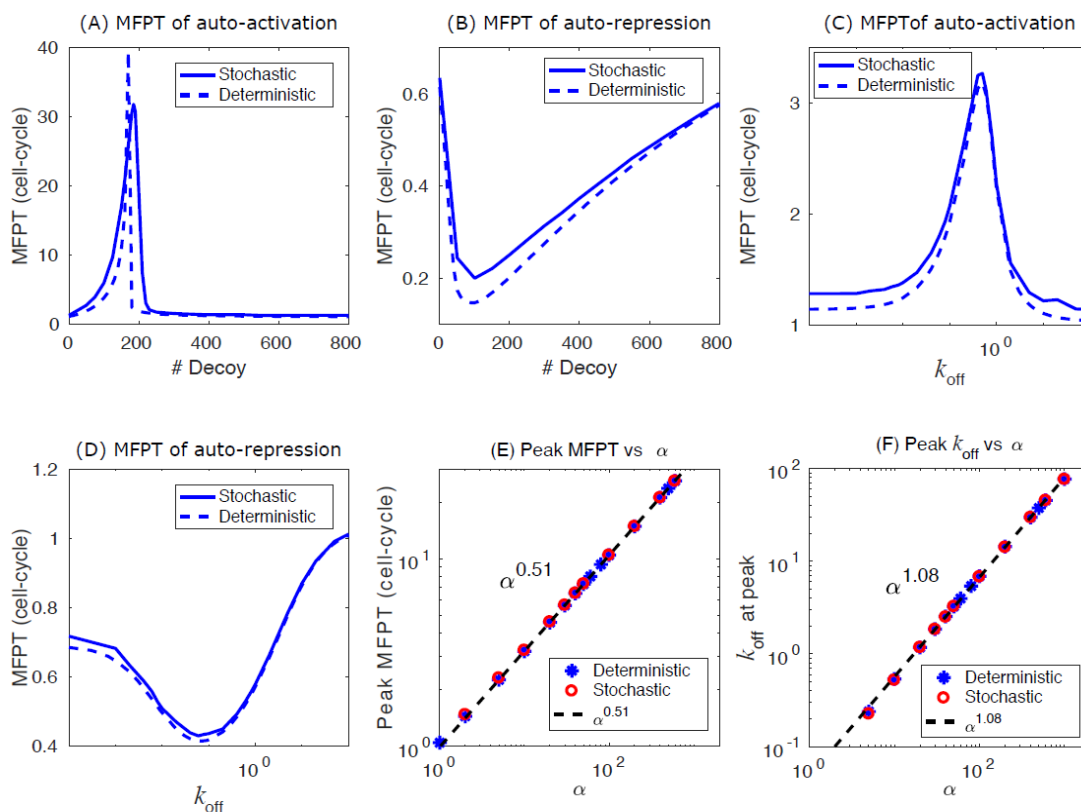 (A) MFPT of auto-activation
MFPT (cell-cycle)
40
30
20
10
0
Stochastic
Deterministic
0 200 400 600 800
# Decoy
(B) MFPT of auto-repression
MFPT (cell-cycle)
0.6
0.4
0.2
Stochastic
Deterministic
0 200 400 600 800
# Decoy
(C) MFPTof auto-activation
MFPT (cell-cycle)
3
2
1
Stochastic
Deterministic
10^0
k_off
(D) MFPT of auto-repression
MFPT (cell-cycle)
1.2
1
0.8
0.6
0.4
Stochastic
Deterministic
10^0
k_off
(E) Peak MFPT vs α
Peak MFPT (cell-cycle)
10^1
10^0
α^0.51
Deterministic
Stochastic
α^0.51
10^0 10^2
α
(F) Peak k_off vs α
k_off at peak
10^2
10^1
10^0
10^-1
α^1.08
Deterministic
Stochastic
α^1.08
10^0 10^2
α